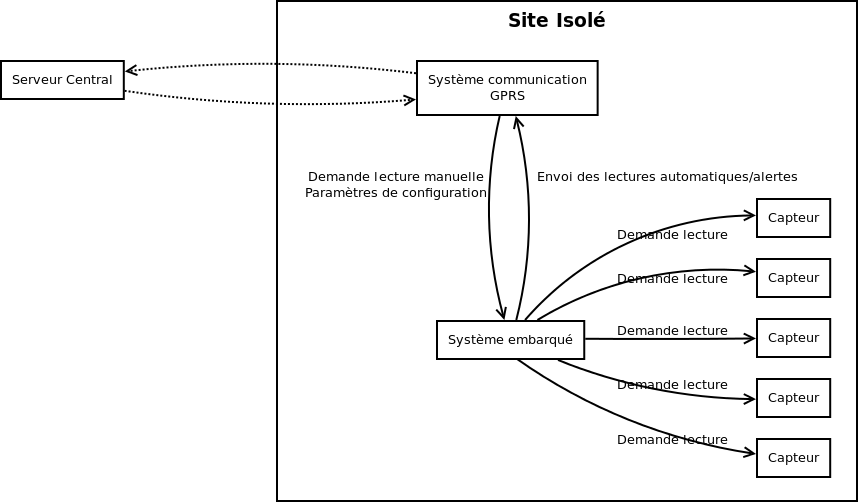 Site Isolé
Serveur Central
Système communication
GPRS
Demande lecture manuelle
Paramètres de configuration
Envoi des lectures automatiques/alertes
Capteur
Demande lecture
Capteur
Demande lecture
Capteur
Demande lecture
Système embarqué
Capteur
Demande lecture
Capteur
Demande lecture